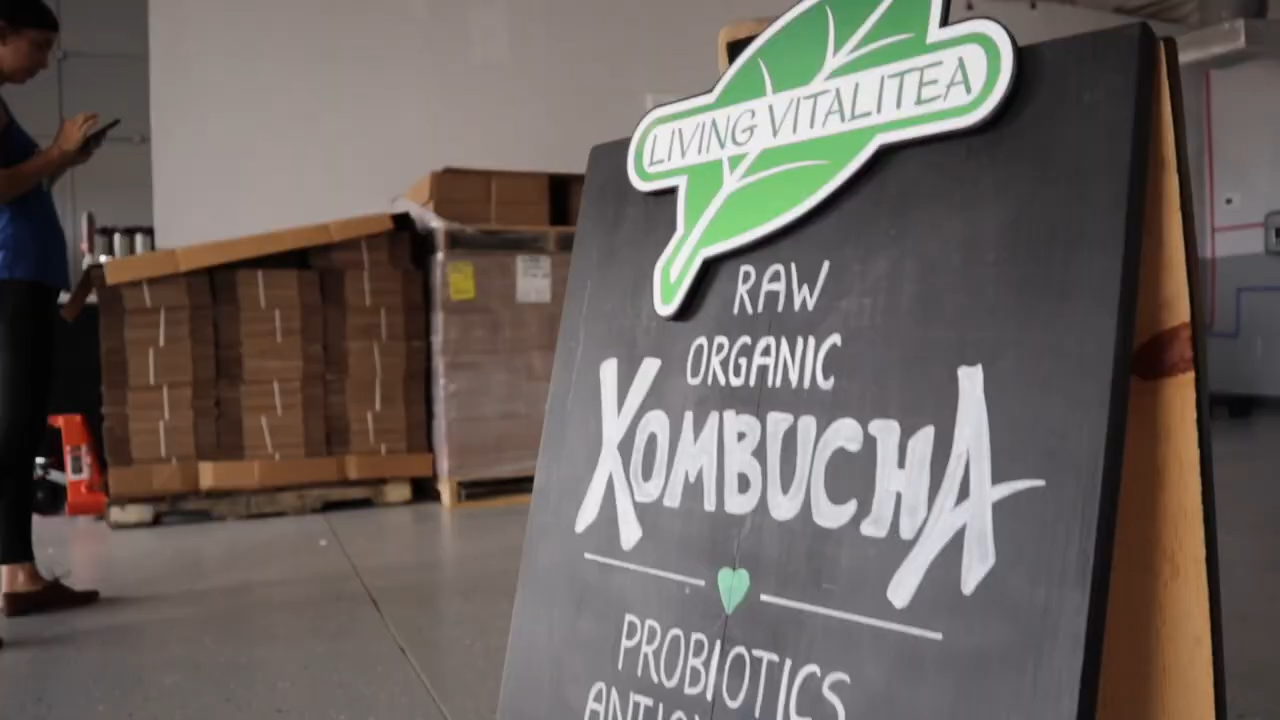 LIVING VITALITEA
RAW
ORGANIC
KOMBUCHA
PROBIOTICS